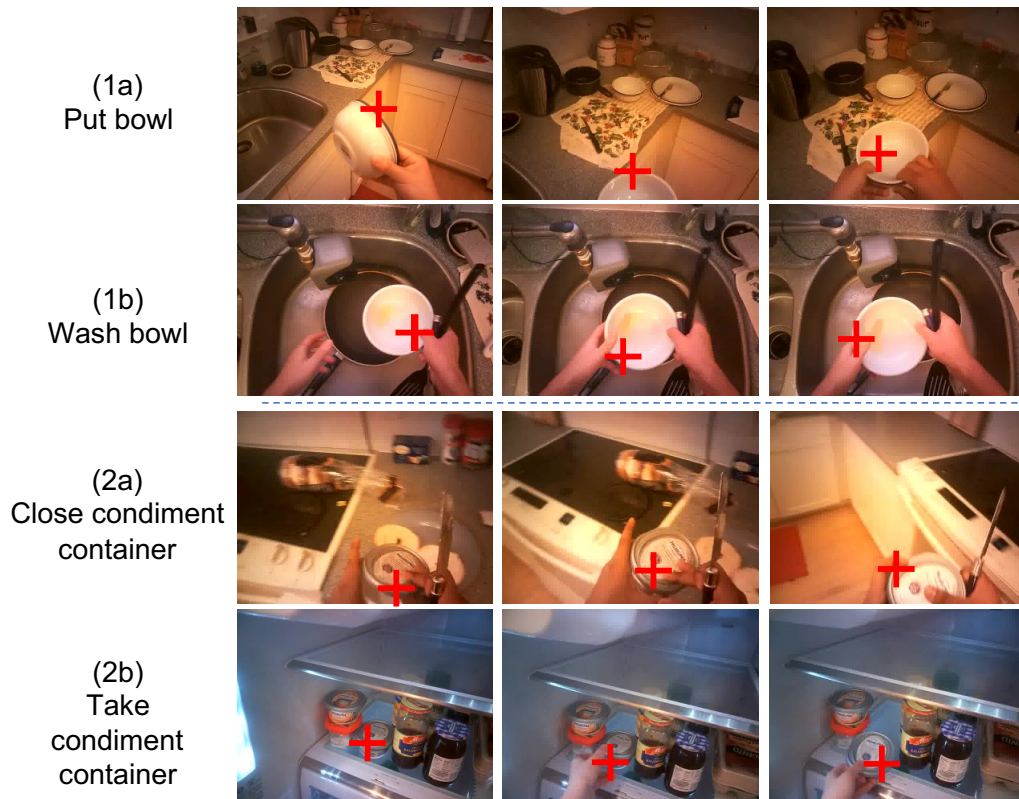 (1a)
Put bowl
(1b)
Wash bowl
(2a)
Close condiment
container
(2b)
Take
condiment
container